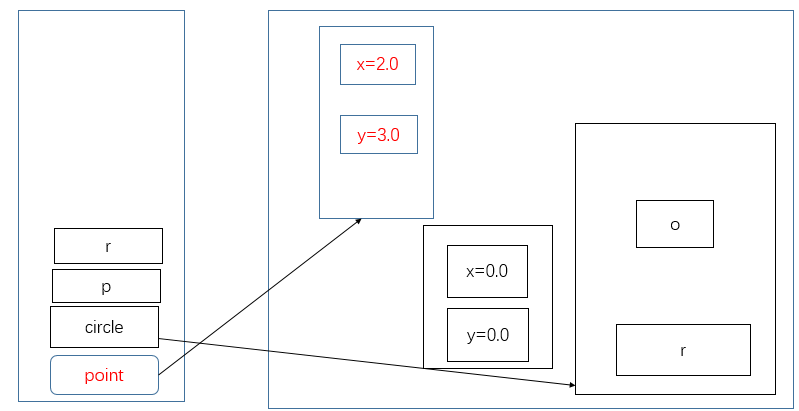 r
p
circle
point
x=2.0
y=3.0
x=0.0
y=0.0
o
r